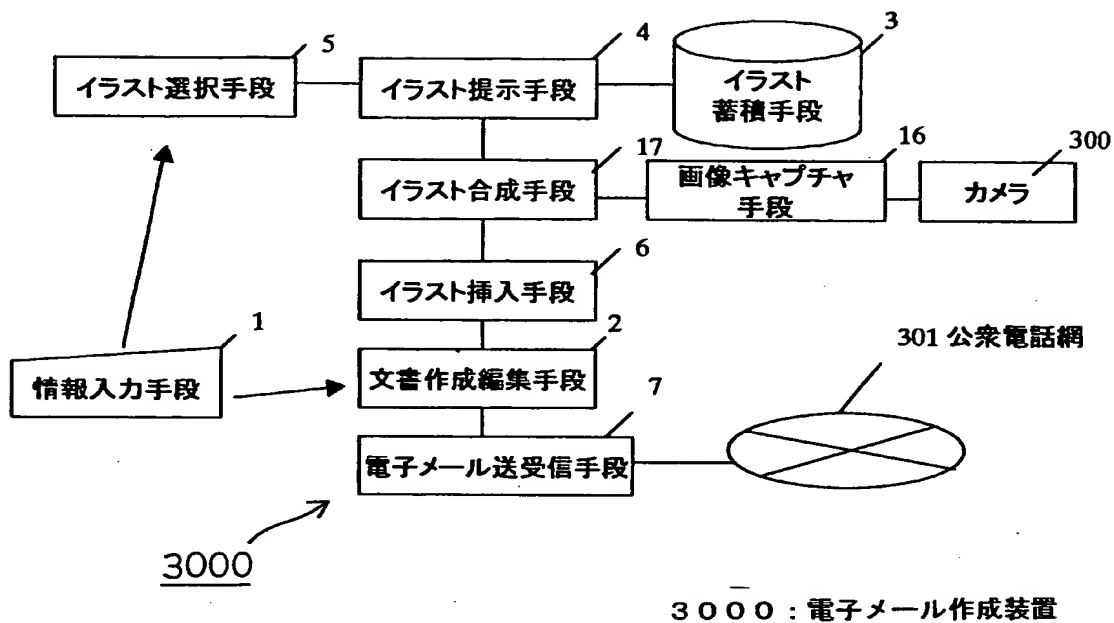 5
4
3
イラスト選択手段
イラスト提示手段
イラスト
蓄積手段
17
16
300
イラスト合成手段
画像キャプチャ
手段
カメラ
6
イラスト挿入手段
1
2
301 公衆電話網
情報入力手段
文書作成編集手段
7
電子メール送受信手段
3000
3000：電子メール作成装置